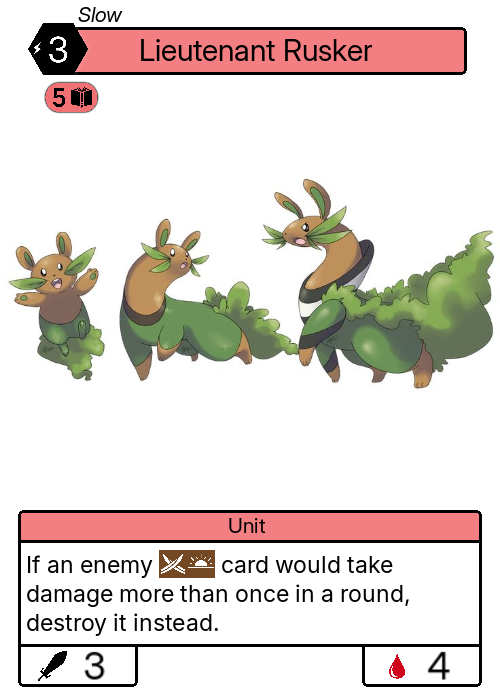 Slow
3
Lieutenant Rusker
5
Unit
If an enemy card would take
damage more than once in a round,
destroy it instead.
3
4